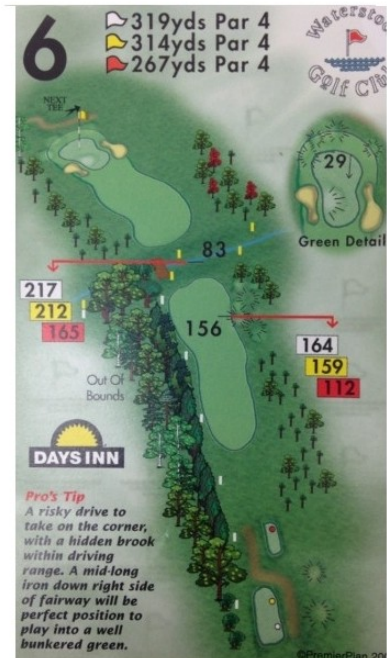 6
319yds Par 4
314yds Par 4
267yds Par 4
Golf Club
NEXT
TEE
29
Green Detail
83
217
212
165
156
164
159
112
Out Of
Bounds
DAYS INN
Pro's Tip
A risky drive to
take on the corner,
with a hidden brook
within driving
range. A mid-long
iron down right side
of fairway will be
perfect position to
play into a well
bunkered green.
©PremierPlan